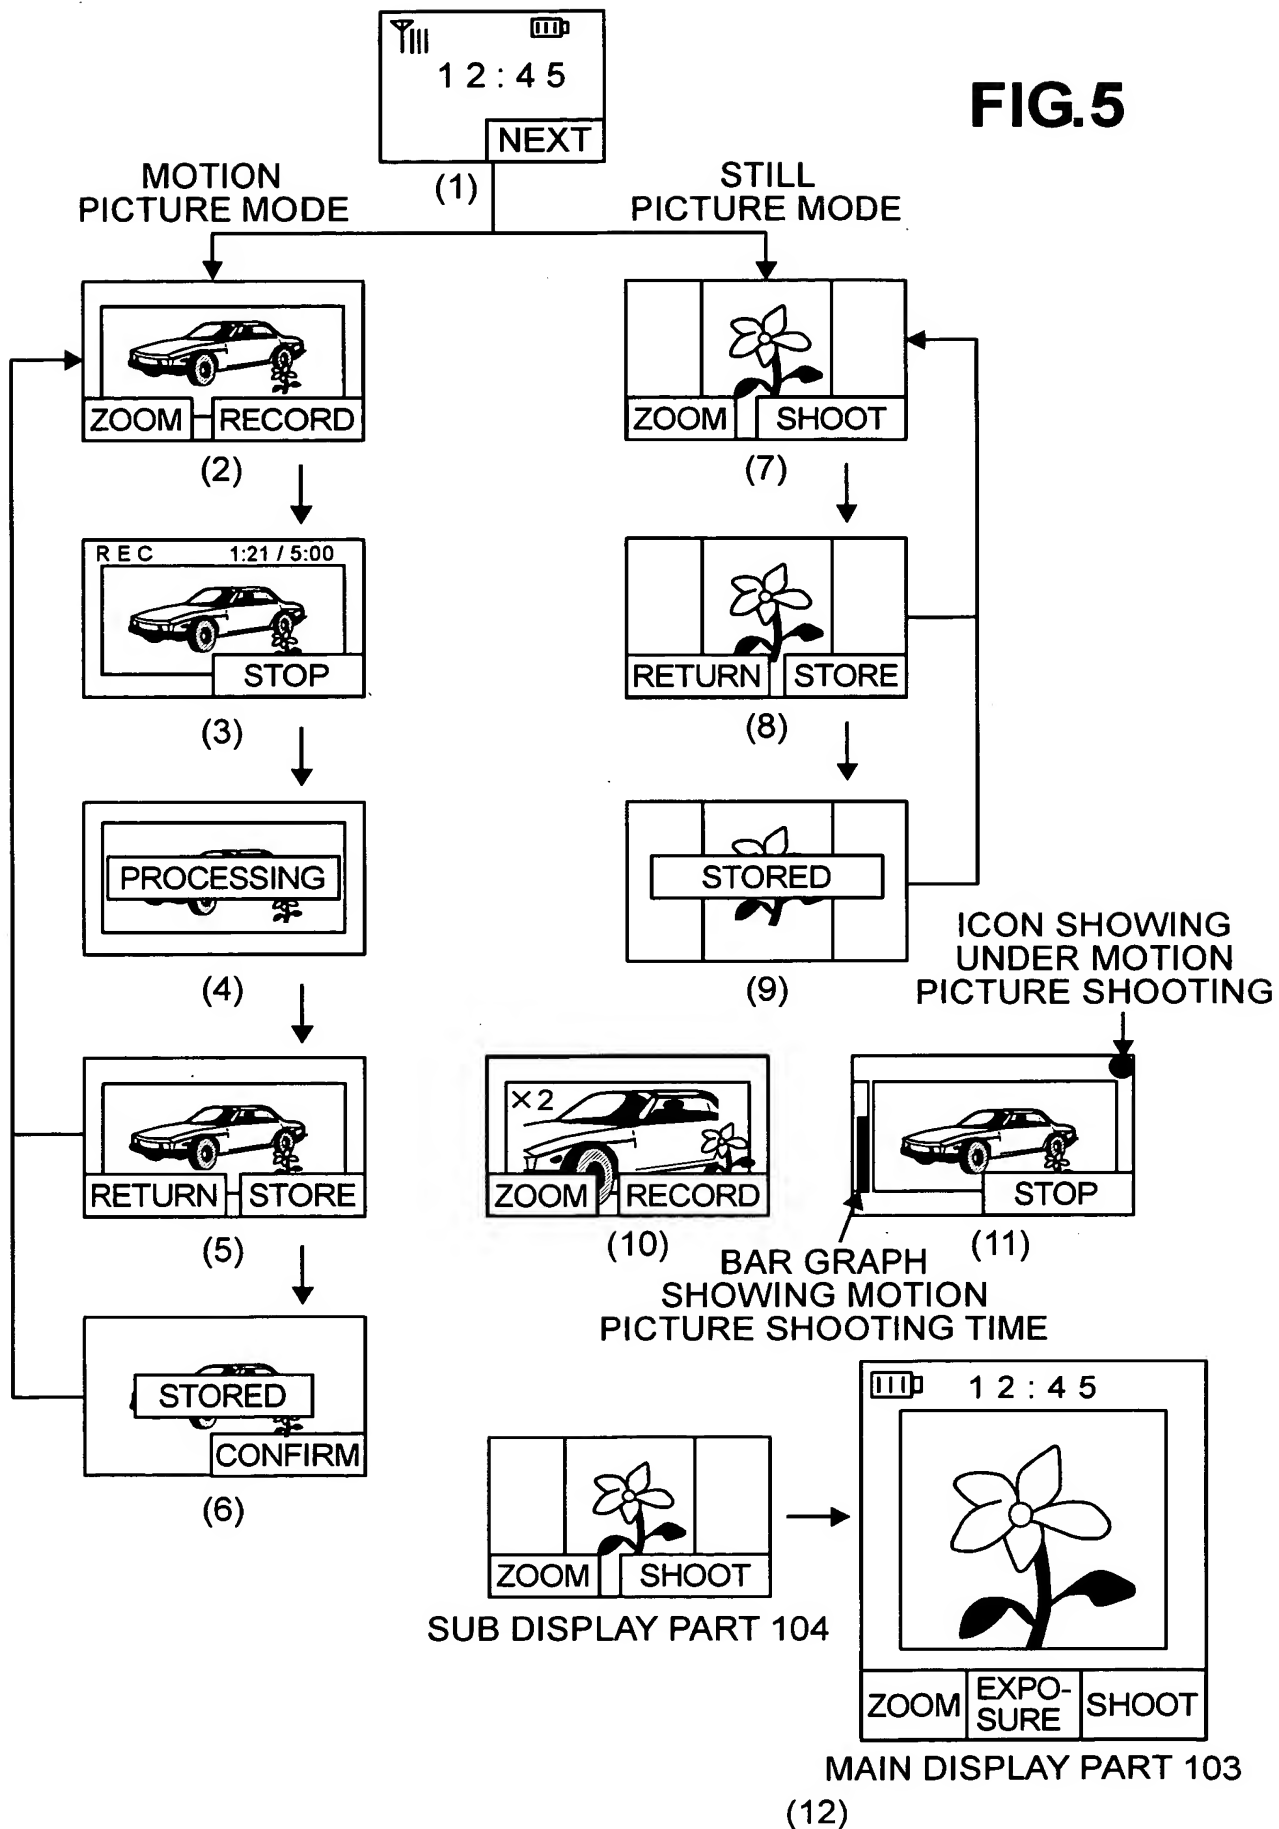 FIG.5
12:45
NEXT
(1)
MOTION
PICTURE MODE
STILL
PICTURE MODE
ZOOM
RECORD
(2)
REC 1:21 / 5:00
STOP
(3)
PROCESSING
(4)
RETURN
STORE
(5)
STORED
CONFIRM
(6)
ZOOM
SHOOT
(7)
RETURN
STORE
(8)
STORED
(9)
×2
ZOOM
RECORD
(10)
ICON SHOWING
UNDER MOTION
PICTURE SHOOTING
STOP
(11)
BAR GRAPH
SHOWING MOTION
PICTURE SHOOTING TIME
ZOOM
SHOOT
SUB DISPLAY PART 104
12:45
ZOOM
EXPO-
SURE
SHOOT
MAIN DISPLAY PART 103
(12)